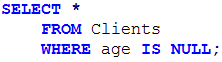 SELECT *
FROM Clients
WHERE age IS NULL;